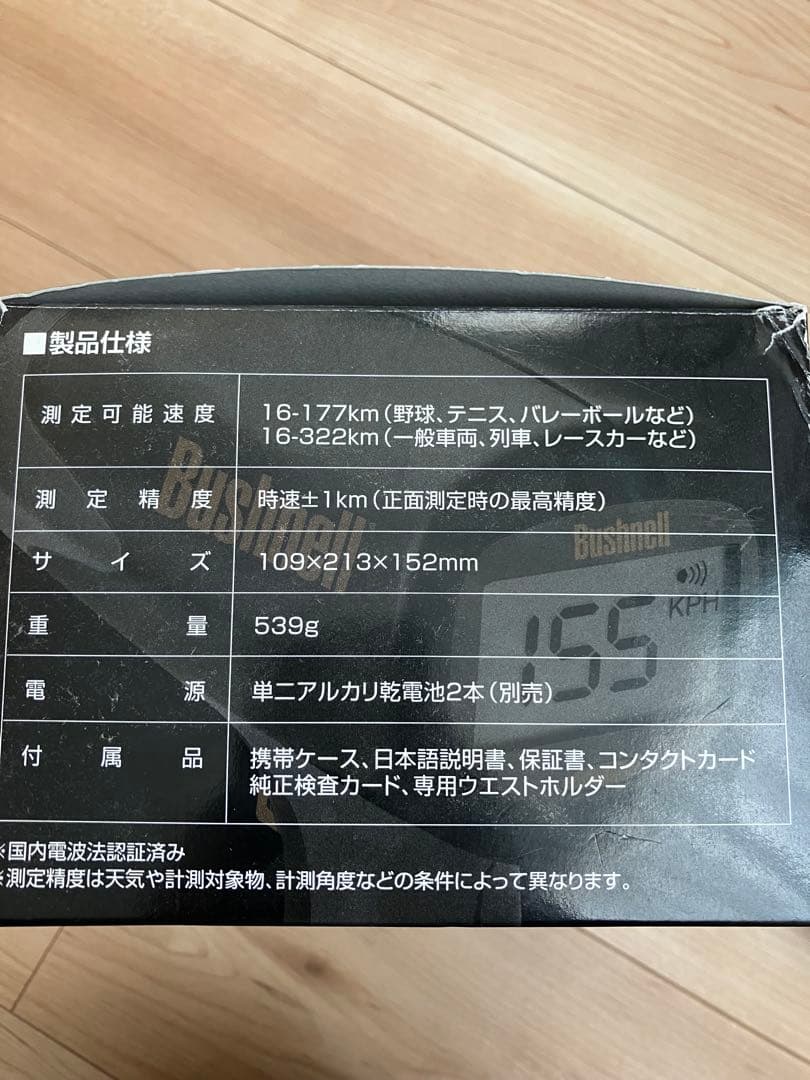 ■製品仕様
測定可能速度 16-177km（野球、テニス、バレーボールなど）
16-322km（一般車両、列車、レースカーなど）
測定精度 時速±1km（正面測定時の最高精度）
サイズ 109×213×152mm
重量 539g
電源 単二アルカリ乾電池2本（別売）
付属品 携帯ケース、日本語説明書、保証書、コンタクトカード
純正検査カード、専用ウエストホルダー
※国内電波法認証済み
※測定精度は天気や計測対象物、計測角度などの条件によって異なります。
Bushnell
Bushnell
155 KPH